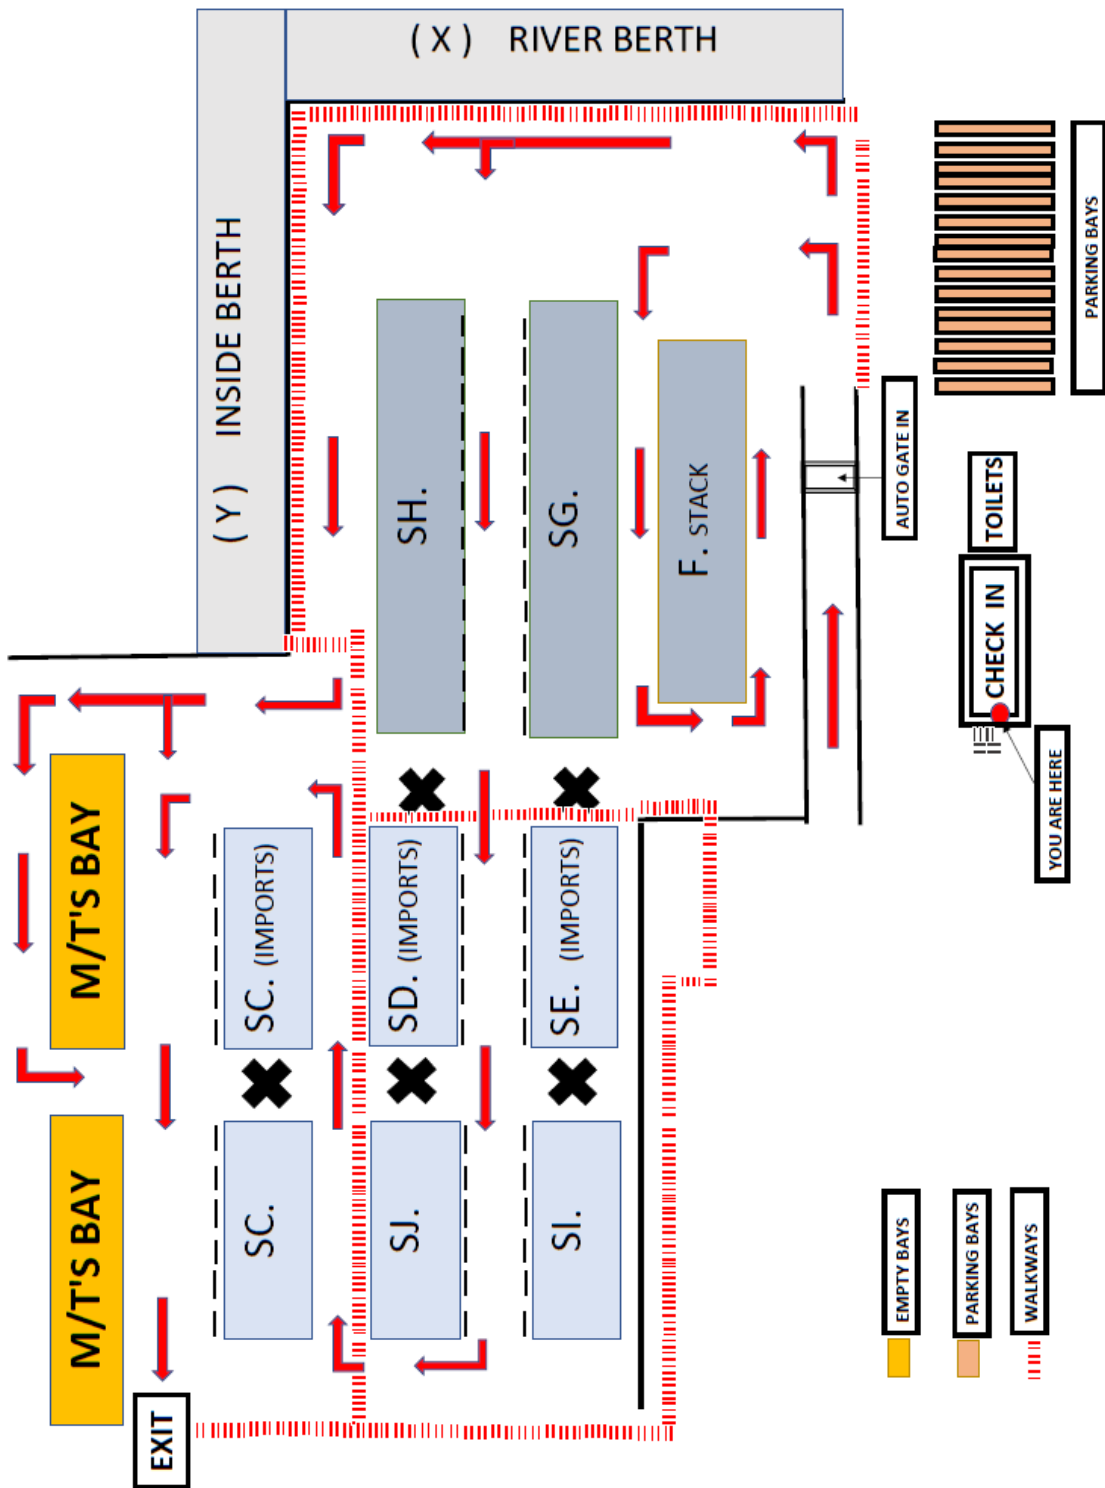 ( X ) RIVER BERTH
( Y ) INSIDE BERTH
PARKING BAYS
SH.
SG.
F. STACK
AUTO GATE IN
TOILETS
CHECK IN
YOU ARE HERE
M/T'S BAY
SC. (IMPORTS)
SD. (IMPORTS)
SE. (IMPORTS)
M/T'S BAY
SC.
SJ.
SI.
EXIT
EMPTY BAYS
PARKING BAYS
WALKWAYS